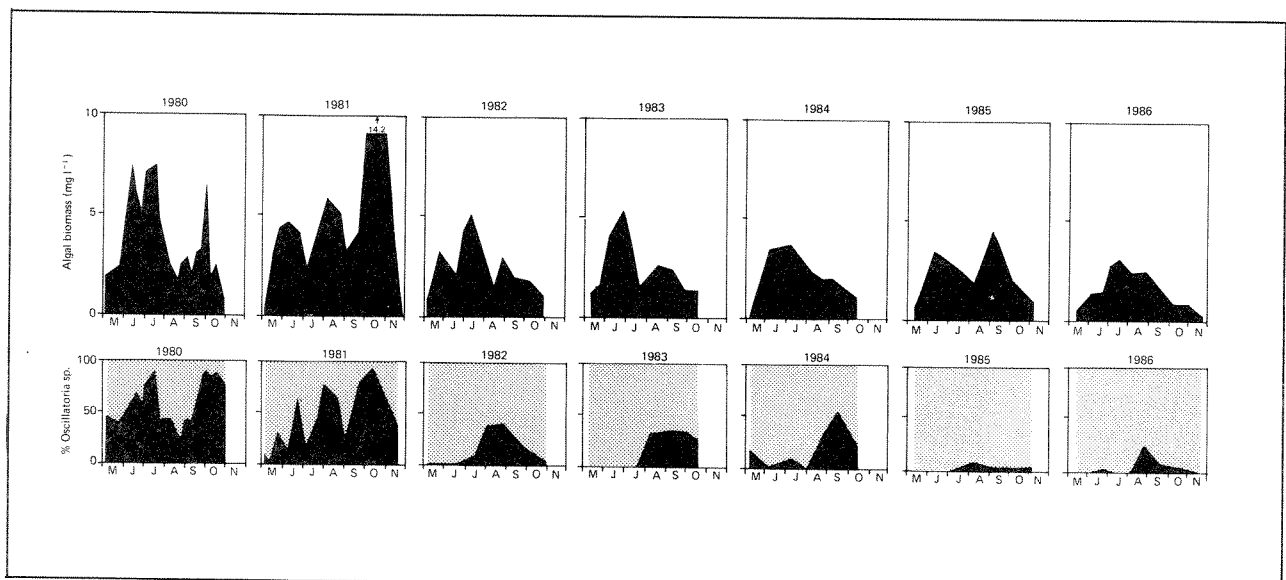 1980 1981 1982 1983 1984 1985 1986
10
14.2
Algal biomass (mg l⁻¹)
5
0
M J J A S O N M J J A S O N M J J A S O N M J J A S O N M J J A S O N M J J A S O N M J J A S O N
1980 1981 1982 1983 1984 1985 1986
100
% Oscillatoria sp.
50
0
M J J A S O N M J J A S O N M J J A S O N M J J A S O N M J J A S O N M J J A S O N M J J A S O N